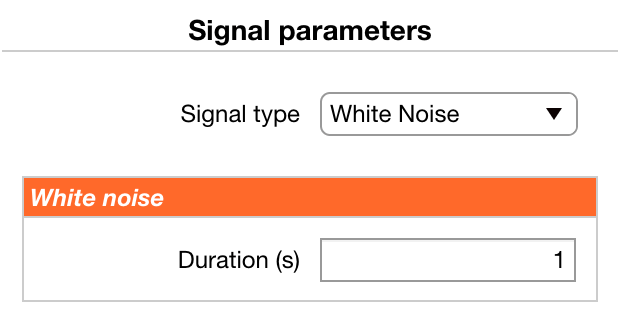 Signal parameters
Signal type White Noise ▼
White noise
Duration (s) 1